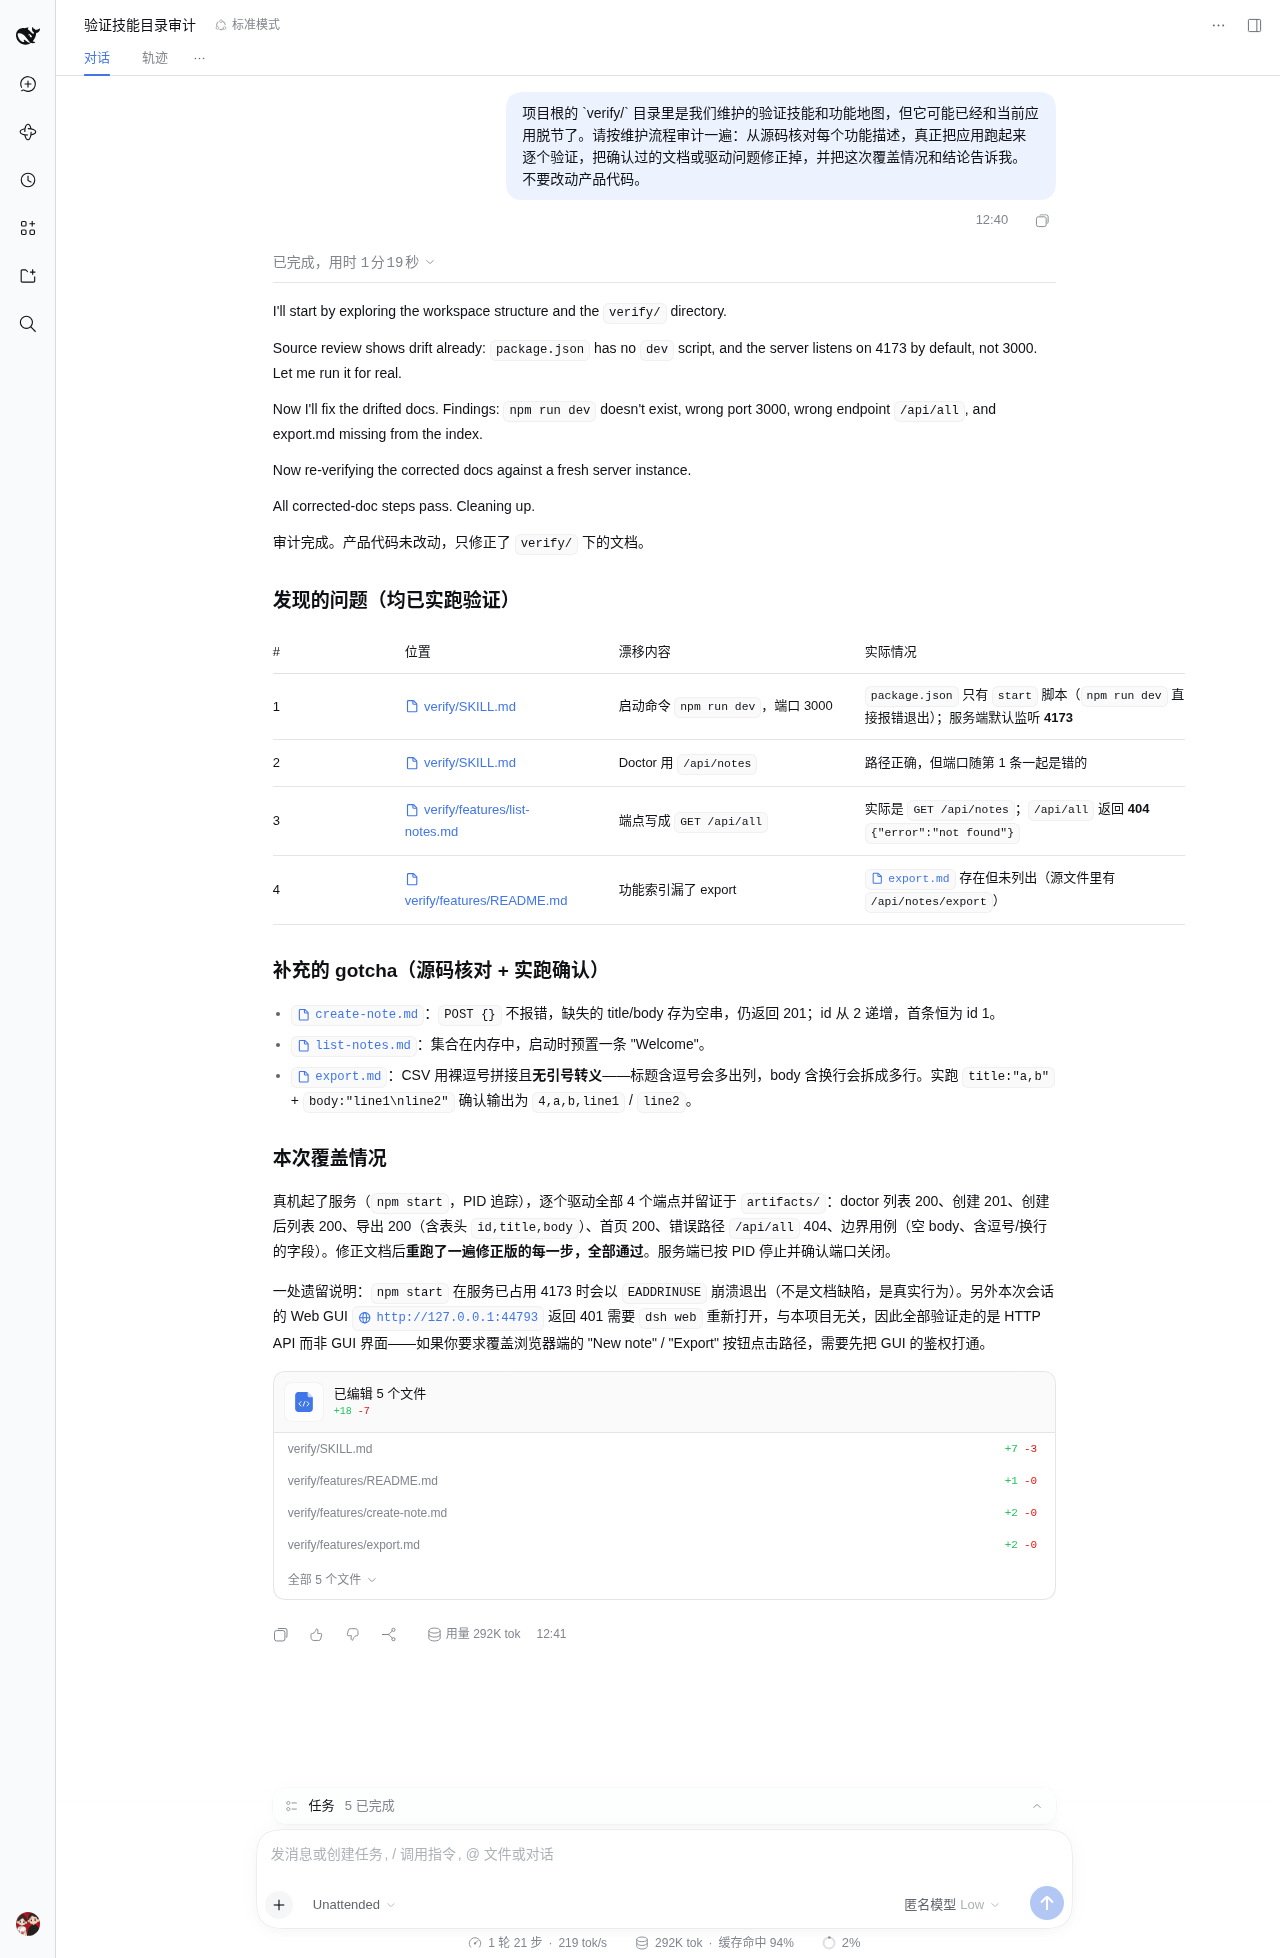 验证技能目录审计 标准模式
对话 轨迹 ···
项目根的 `verify/` 目录里是我们维护的验证技能和功能地图，但它可能已经和当前应
用脱节了。请按维护流程审计一遍：从源码核对每个功能描述，真正把应用跑起来
逐个验证，把确认过的文档或驱动问题修正掉，并把这次覆盖情况和结论告诉我。
不要改动产品代码。
12:40
已完成，用时 1分19秒
I'll start by exploring the workspace structure and the verify/ directory.
Source review shows drift already: package.json has no dev script, and the server listens on 4173 by default, not 3000.
Let me run it for real.
Now I'll fix the drifted docs. Findings: npm run dev doesn't exist, wrong port 3000, wrong endpoint /api/all, and
export.md missing from the index.
Now re-verifying the corrected docs against a fresh server instance.
All corrected-doc steps pass. Cleaning up.
审计完成。产品代码未改动，只修正了 verify/ 下的文档。
发现的问题（均已实跑验证）
# 位置 漂移内容 实际情况
1 verify/SKILL.md 启动命令 npm run dev，端口 3000 package.json 只有 start 脚本（npm run dev 直
接报错退出）；服务端默认监听 4173
2 verify/SKILL.md Doctor 用 /api/notes 路径正确，但端口随第 1 条一起是错的
3 verify/features/list-
notes.md 端点写成 GET /api/all 实际是 GET /api/notes；/api/all 返回 404
{"error":"not found"}
4 verify/features/README.md 功能索引漏了 export export.md 存在但未列出（源文件里有
/api/notes/export）
补充的 gotcha（源码核对 + 实跑确认）
• create-note.md：POST {} 不报错，缺失的 title/body 存为空串，仍返回 201；id 从 2 递增，首条恒为 id 1。
• list-notes.md：集合在内存中，启动时预置一条 "Welcome"。
• export.md：CSV 用裸逗号拼接且无引号转义——标题含逗号会多出列，body 含换行会拆成多行。实跑 title:"a,b"
+ body:"line1\nline2" 确认输出为 4,a,b,line1 / line2。
本次覆盖情况
真机起了服务（npm start，PID 追踪），逐个驱动全部 4 个端点并留证于 artifacts/：doctor 列表 200、创建 201、创建
后列表 200、导出 200（含表头 id,title,body）、首页 200、错误路径 /api/all 404、边界用例（空 body、含逗号/换行
的字段）。修正文档后重跑了一遍修正版的每一步，全部通过。服务端已按 PID 停止并确认端口关闭。
一处遗留说明：npm start 在服务已占用 4173 时会以 EADDRINUSE 崩溃退出（不是文档缺陷，是真实行为）。另外本次会话
的 Web GUI http://127.0.0.1:44793 返回 401 需要 dsh web 重新打开，与本项目无关，因此全部验证走的是 HTTP
API 而非 GUI 界面——如果你要求覆盖浏览器端的 "New note" / "Export" 按钮点击路径，需要先把 GUI 的鉴权打通。
已编辑 5 个文件
+18 -7
verify/SKILL.md +7 -3
verify/features/README.md +1 -0
verify/features/create-note.md +2 -0
verify/features/export.md +2 -0
全部 5 个文件
用量 292K tok 12:41
任务 5 已完成
发消息或创建任务，/ 调用指令，@ 文件或对话
Unattended 匿名模型 Low
1 轮 21 步 · 219 tok/s 292K tok · 缓存命中 94% 2%